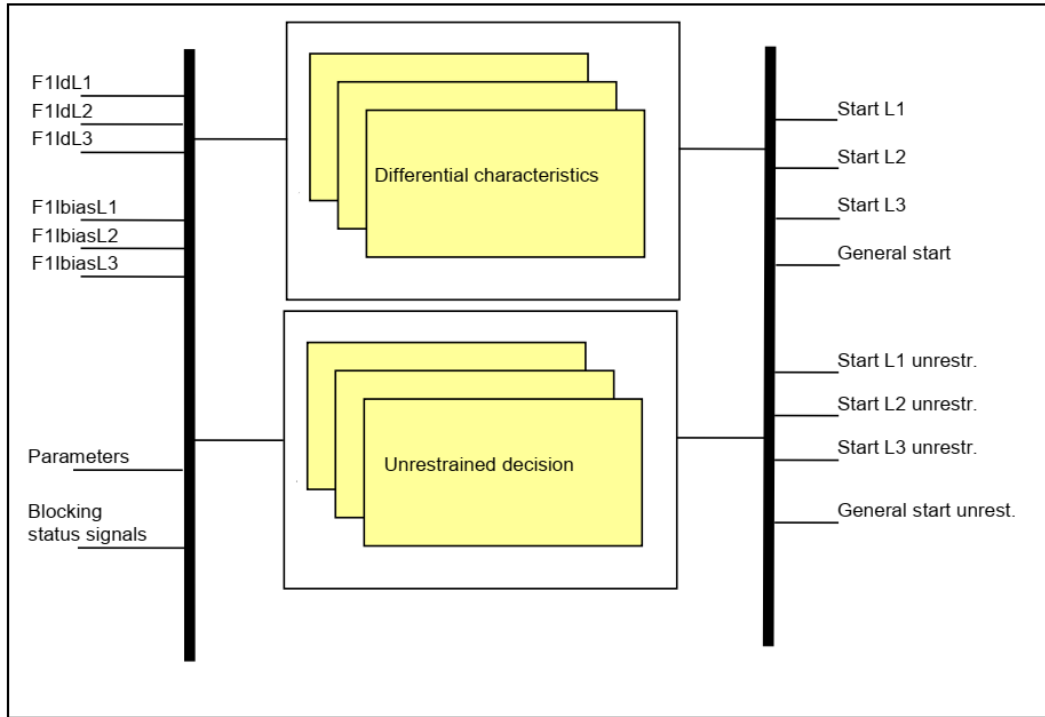 F1IdL1
F1IdL2
F1IdL3
F1IbiasL1
F1IbiasL2
F1IbiasL3
Parameters
Blocking
status signals
Differential characteristics
Unrestrained decision
Start L1
Start L2
Start L3
General start
Start L1 unrestr.
Start L2 unrestr.
Start L3 unrestr.
General start unrest.